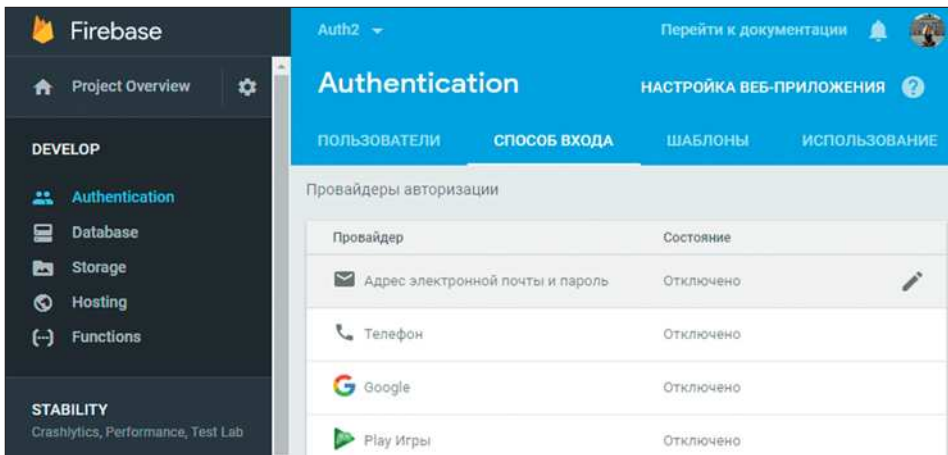 Firebase
Project Overview
DEVELOP
Authentication
Database
Storage
Hosting
Functions
STABILITY
Crashlytics, Performance, Test Lab
Auth2
Перейти к документации
Authentication
НАСТРОЙКА ВЕБ-ПРИЛОЖЕНИЯ ?
ПОЛЬЗОВАТЕЛИ СПОСОБ ВХОДА ШАБЛОНЫ ИСПОЛЬЗОВАНИЕ
Провайдеры авторизации
Провайдер Состояние
Адрес электронной почты и пароль Отключено
Телефон Отключено
Google Отключено
Play Игры Отключено